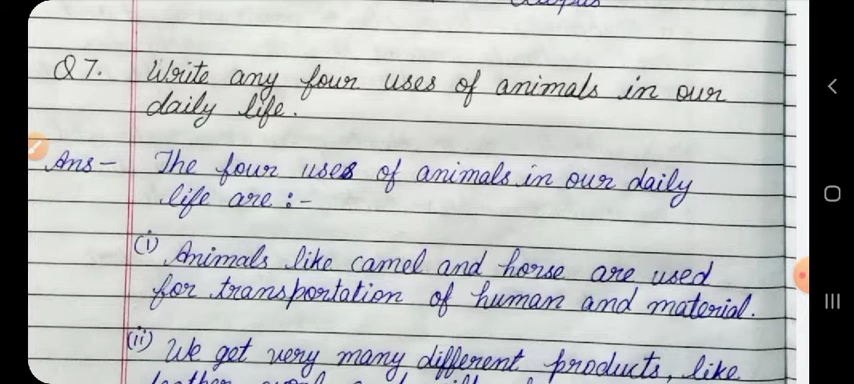 Q 7. Write any four uses of animals in our
daily life.
Ans- The four uses of animals in our daily
life are :-
(i) Animals like camel and horse are used
for transportation of human and material.
(ii) We get very many different products, like